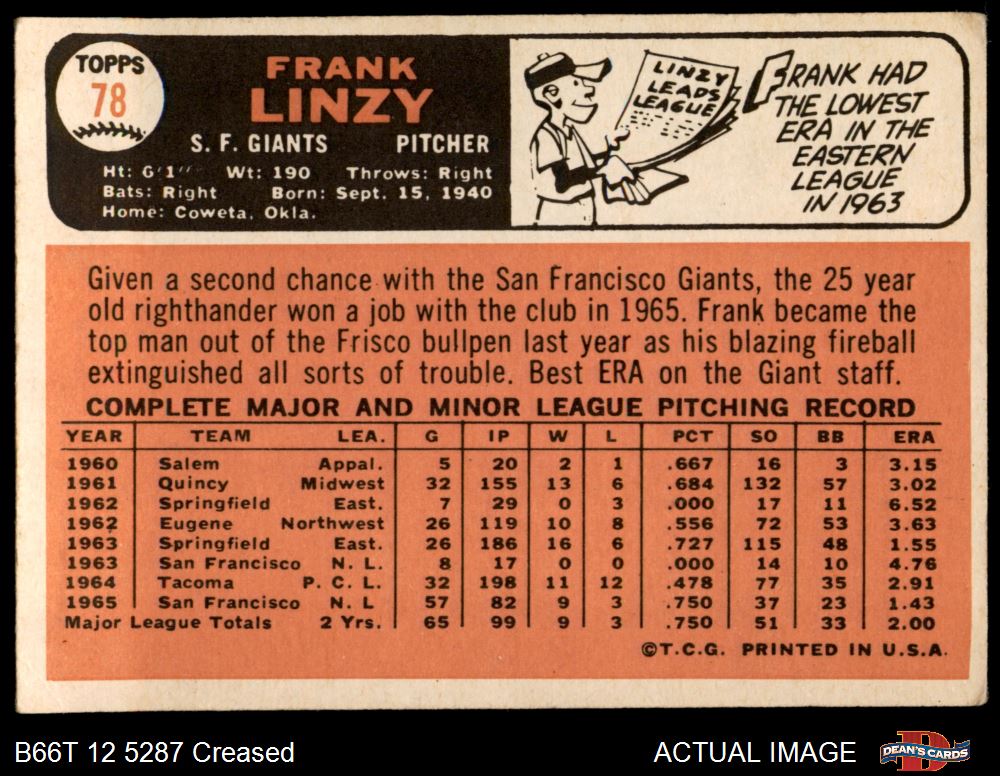 TOPPS
78
FRANK
LINZY
S. F. GIANTS PITCHER
Ht: 6'1" Wt: 190 Throws: Right
Bats: Right Born: Sept. 15, 1940
Home: Coweta, Okla.
LINZY
LEADS
LEAGUE
FRANK HAD
THE LOWEST
ERA IN THE
EASTERN
LEAGUE
IN 1963
Given a second chance with the San Francisco Giants, the 25 year
old righthander won a job with the club in 1965. Frank became the
top man out of the Frisco bullpen last year as his blazing fireball
extinguished all sorts of trouble. Best ERA on the Giant staff.
COMPLETE MAJOR AND MINOR LEAGUE PITCHING RECORD
YEAR TEAM LEA. G IP W L PCT SO BB ERA
1960 Salem Appal. 5 20 2 1 .667 16 3 3.15
1961 Quincy Midwest 32 155 13 6 .684 132 57 3.02
1962 Springfield East. 7 29 0 3 .000 17 11 6.52
1962 Eugene Northwest 26 119 10 8 .556 72 53 3.63
1963 Springfield East. 26 186 16 6 .727 115 48 1.55
1963 San Francisco N. L. 8 17 0 0 .000 14 10 4.76
1964 Tacoma P. C. L. 32 198 11 12 .478 77 35 2.91
1965 San Francisco N. L 57 82 9 3 .750 37 23 1.43
Major League Totals 2 Yrs. 65 99 9 3 .750 51 33 2.00
©T.C.G. PRINTED IN U.S.A.
B66T 12 5287 Creased ACTUAL IMAGE DEAN'S CARDS